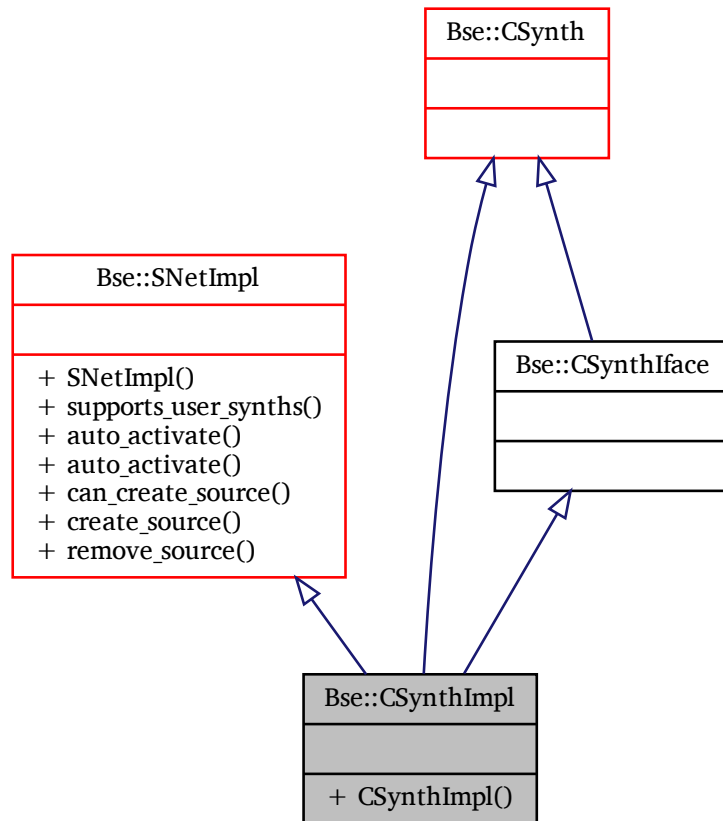 Bse::CSynth
Bse::SNetImpl
+ SNetImpl()
+ supports_user_synths()
+ auto_activate()
+ auto_activate()
+ can_create_source()
+ create_source()
+ remove_source()
Bse::CSynthIface
Bse::CSynthImpl
+ CSynthImpl()